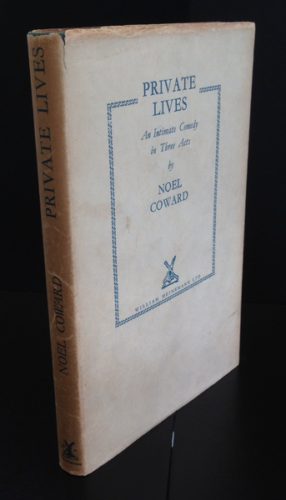 PRIVATE LIVES
NOEL COWARD
PRIVATE
LIVES
An Intimate Comedy
in Three Acts
by
NOEL
COWARD
WILLIAM HEINEMANN LTD